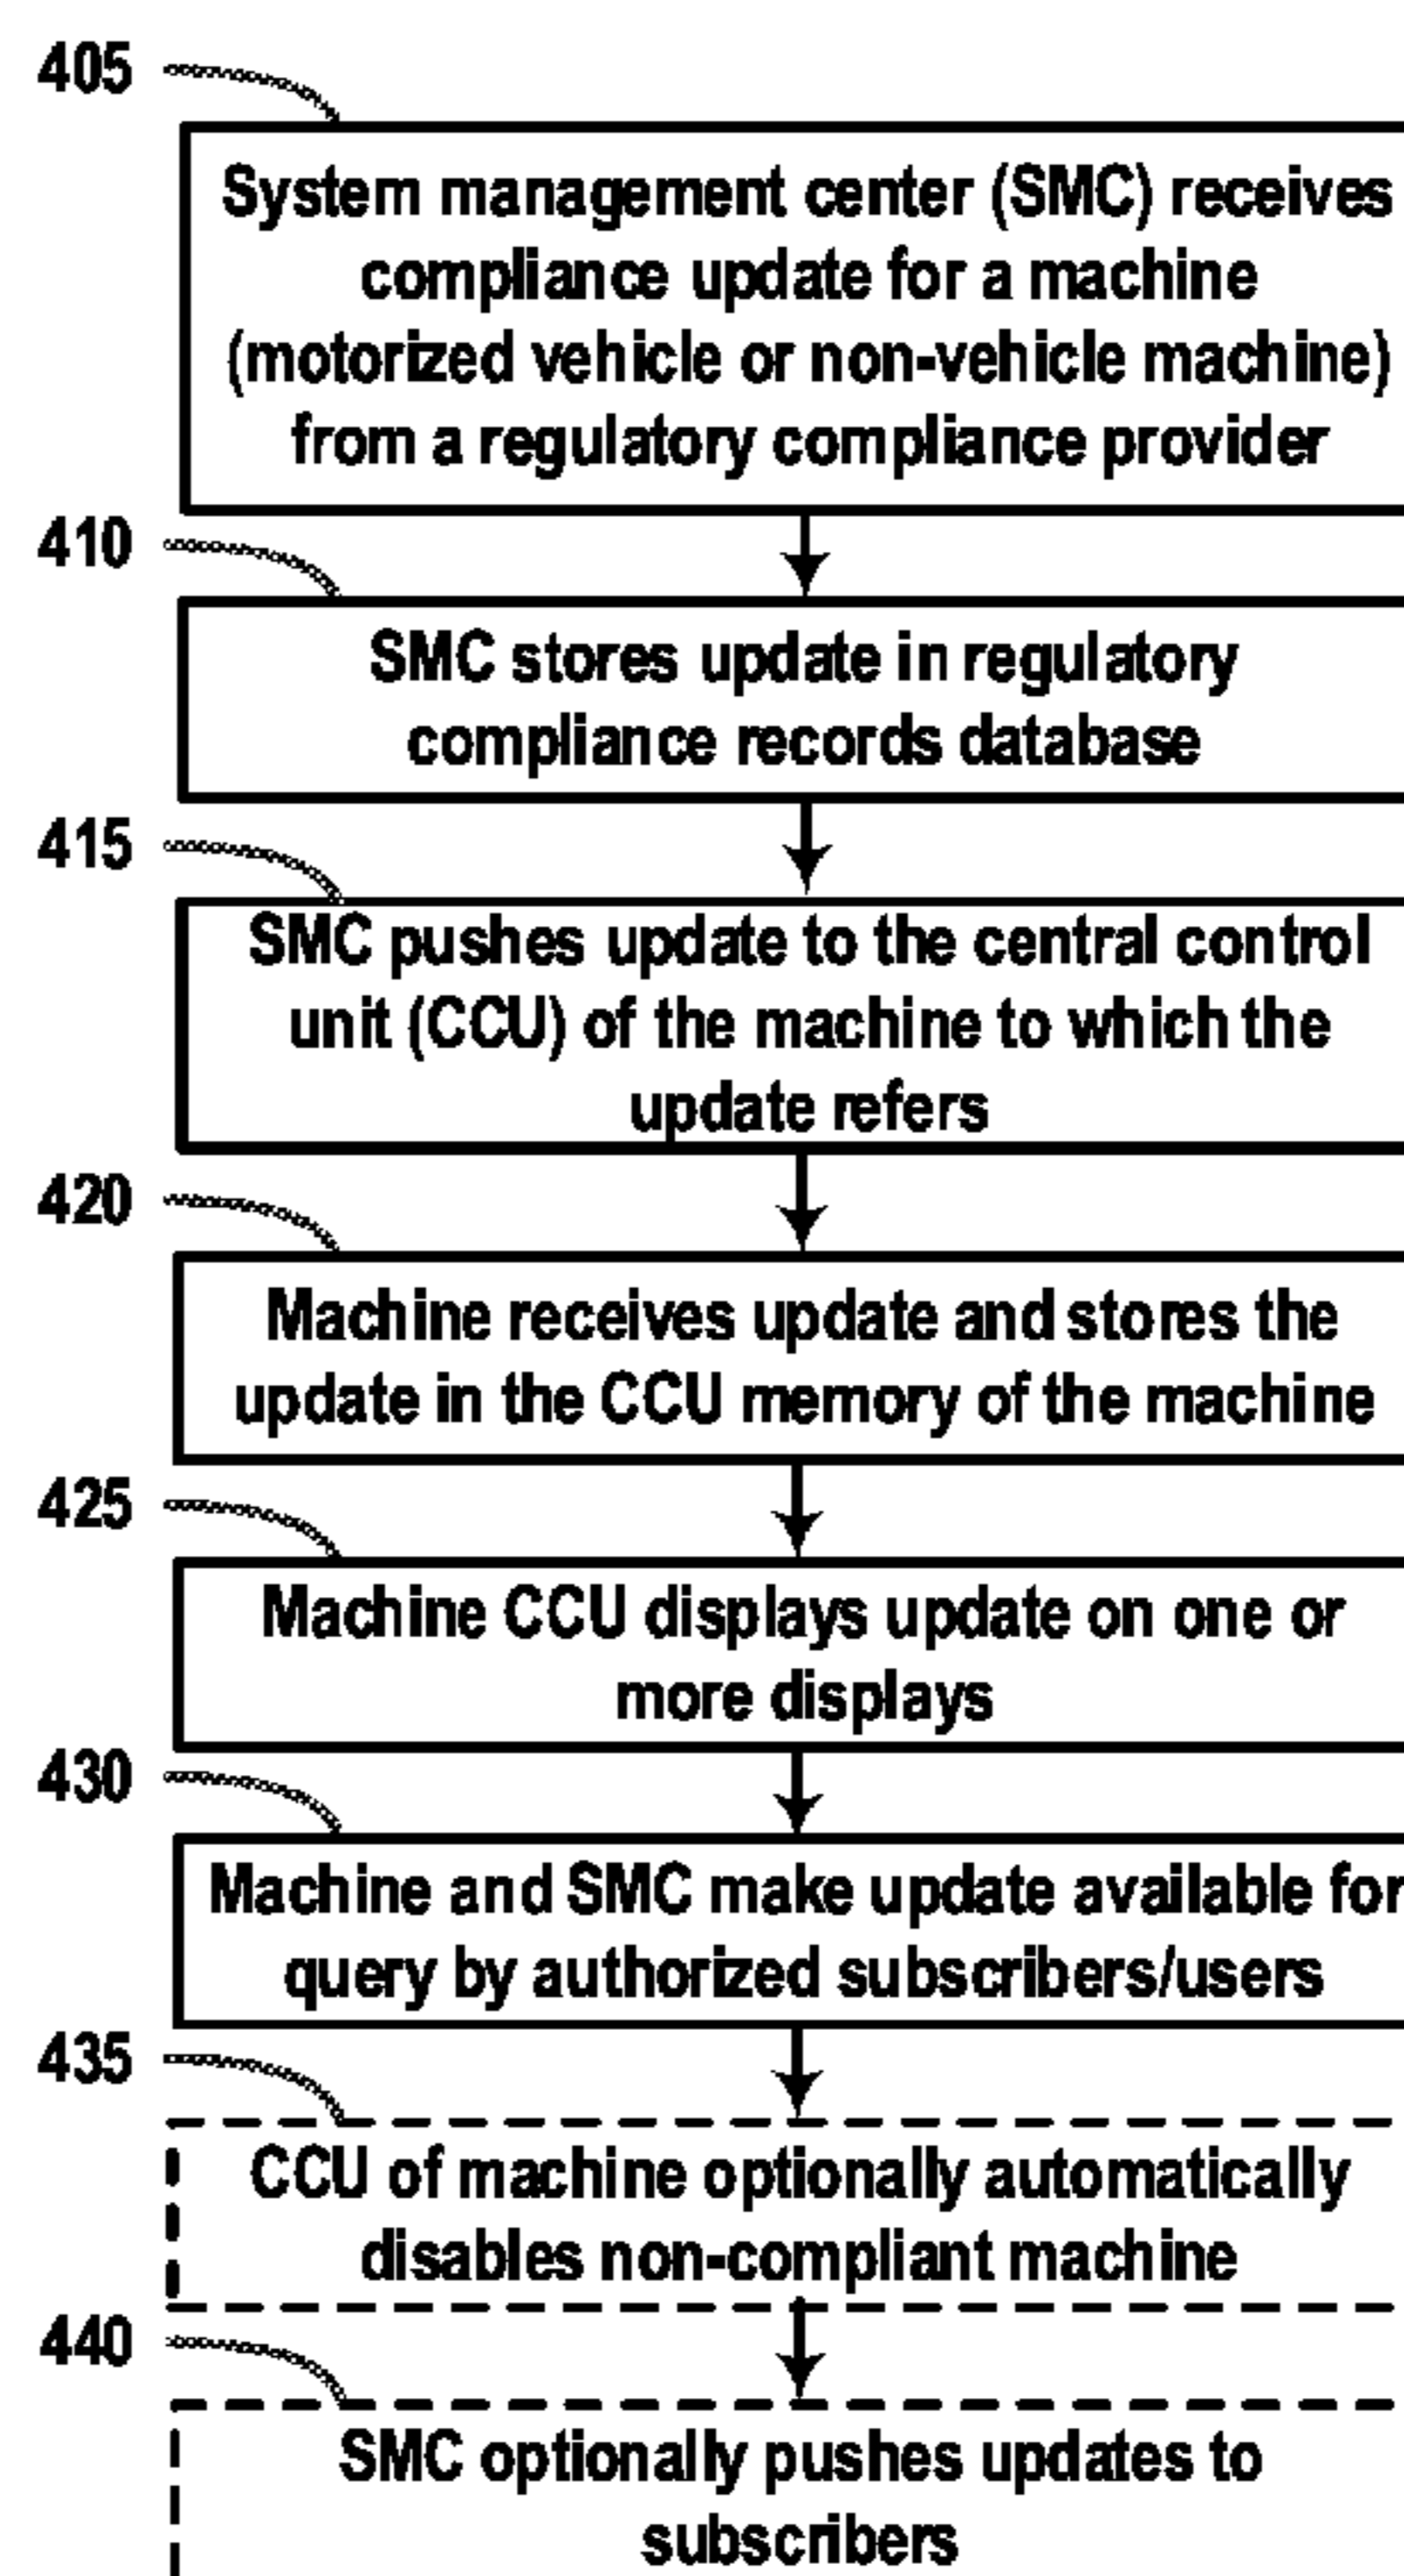 405
System management center (SMC) receives
compliance update for a machine
(motorized vehicle or non-vehicle machine)
from a regulatory compliance provider
410
SMC stores update in regulatory
compliance records database
415
SMC pushes update to the central control
unit (CCU) of the machine to which the
update refers
420
Machine receives update and stores the
update in the CCU memory of the machine
425
Machine CCU displays update on one or
more displays
430
Machine and SMC make update available for
query by authorized subscribers/users
435
CCU of machine optionally automatically
disables non-compliant machine
440
SMC optionally pushes updates to
subscribers